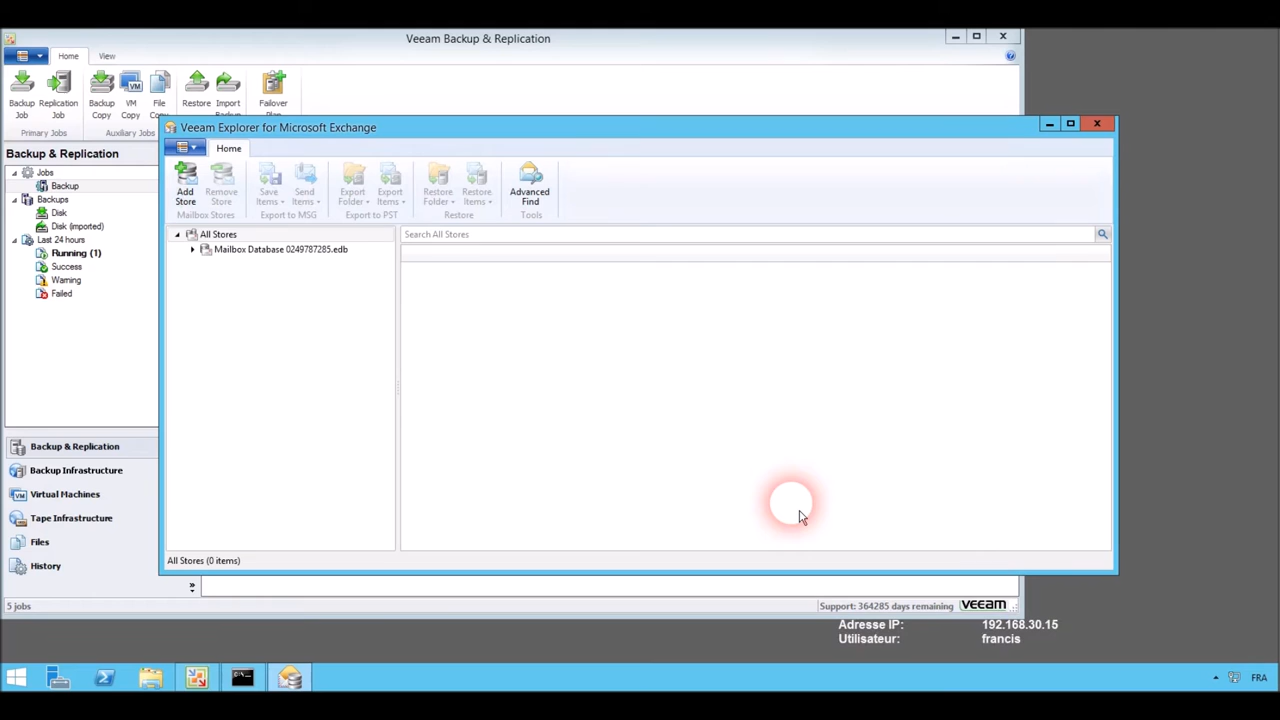 Veeam Backup & Replication
Home
View
Backup
Job
Replication
Job
Backup
Copy
VM
Copy
File
Copy
Restore
Import
Backup
Failover
Plan
Primary Jobs
Auxiliary Jobs
Backup & Replication
Jobs
Backup
Backups
Disk
Disk (imported)
Last 24 hours
Running (1)
Success
Warning
Failed
Backup & Replication
Backup Infrastructure
Virtual Machines
Tape Infrastructure
Files
History
Veeam Explorer for Microsoft Exchange
Home
Add
Store
Remove
Store
Save
Items
Send
Items
Export
Folder
Export
Items
Restore
Folder
Restore
Items
Advanced
Find
Mailbox Stores
Export to MSG
Export to PST
Restore
Tools
All Stores
Mailbox Database 0249787285.edb
Search All Stores
All Stores (0 items)
5 jobs
Support: 364285 days remaining
veeam
Adresse IP: 192.168.30.15
Utilisateur: francis
FRA